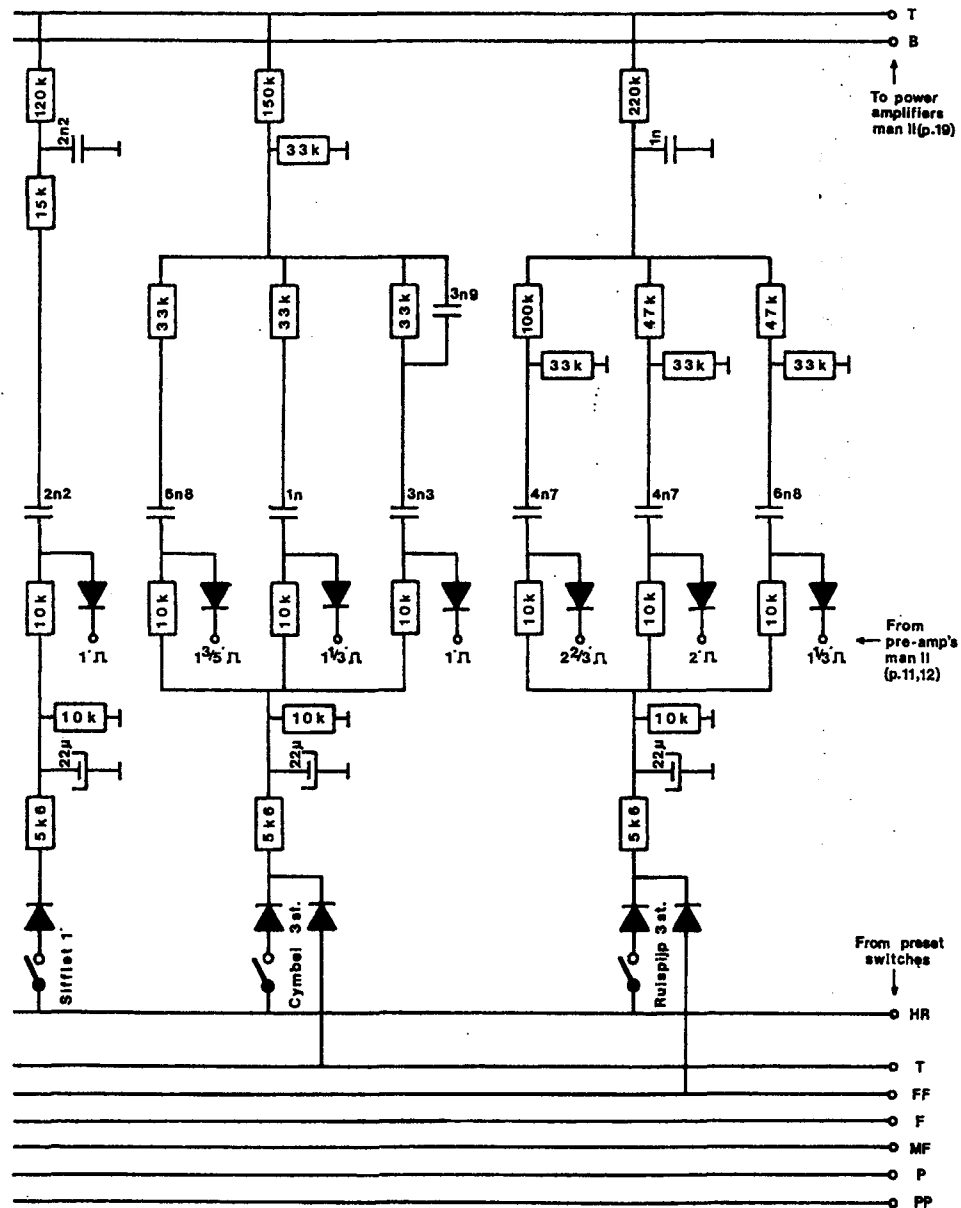 T
B
To power
amplifiers
man II(p.19)
120k
2n2
15k
150k
33k
220k
1n
33k
33k
33k
3n9
100k
47k
47k
33k
33k
33k
2n2
6n8
1n
3n3
4n7
4n7
6n8
10k
10k
10k
10k
10k
10k
10k
1'
1 3/5'
1 1/3'
1'
2 2/3'
2'
1 1/3'
From
pre-amp's
man II
(p.11,12)
10k
10k
10k
22µ
22µ
22µ
5k6
5k6
5k6
Sifflet 1'
Cymbel 3 st.
Ruispijp 3 st.
From preset
switches
HR
T
FF
F
MF
P
PP